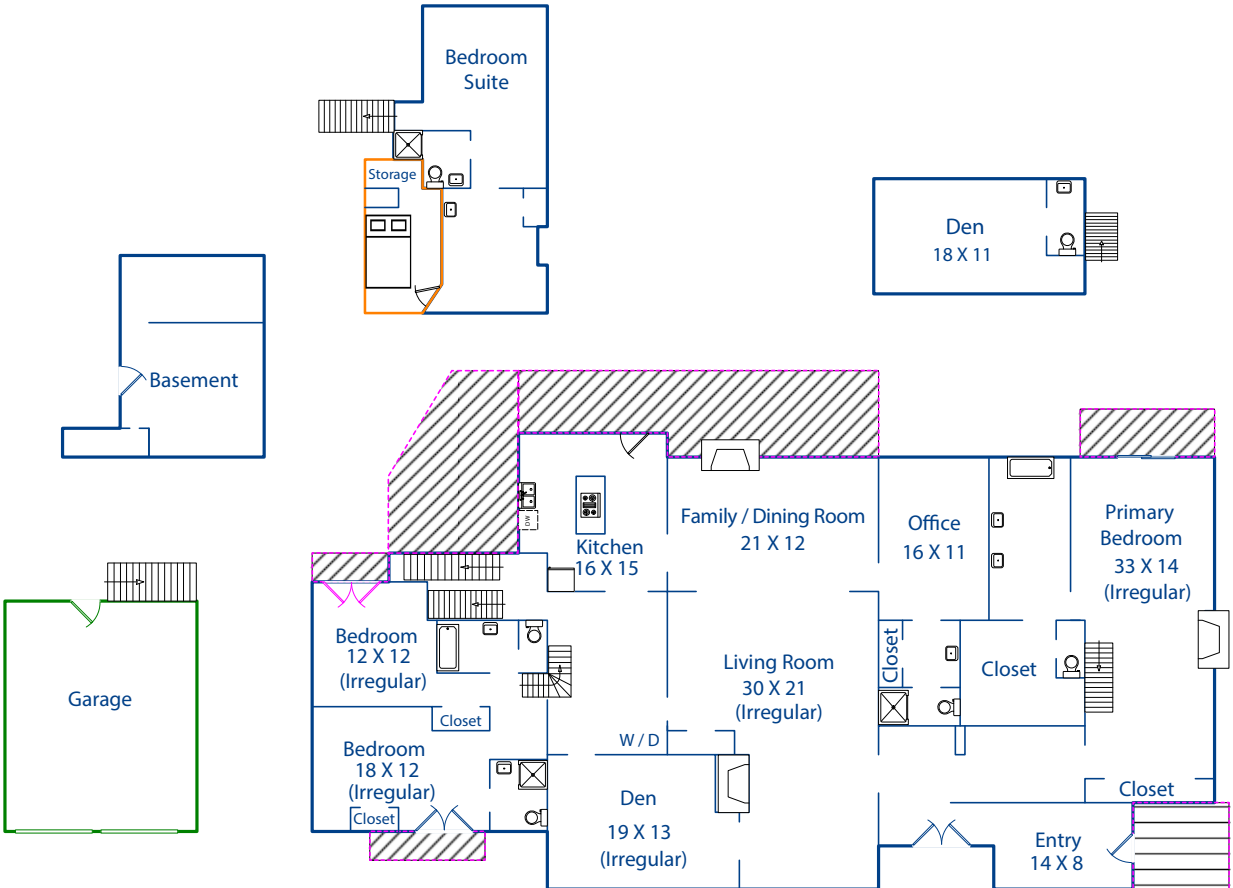 Bedroom
Suite
Storage
Den
18 X 11
Basement
DW
Kitchen
16 X 15
Family / Dining Room
21 X 12
Office
16 X 11
Primary
Bedroom
33 X 14
(Irregular)
Bedroom
12 X 12
(Irregular)
Closet
Living Room
30 X 21
(Irregular)
Closet
Closet
Garage
W / D
Bedroom
18 X 12
(Irregular)
Closet
Den
19 X 13
(Irregular)
Closet
Entry
14 X 8